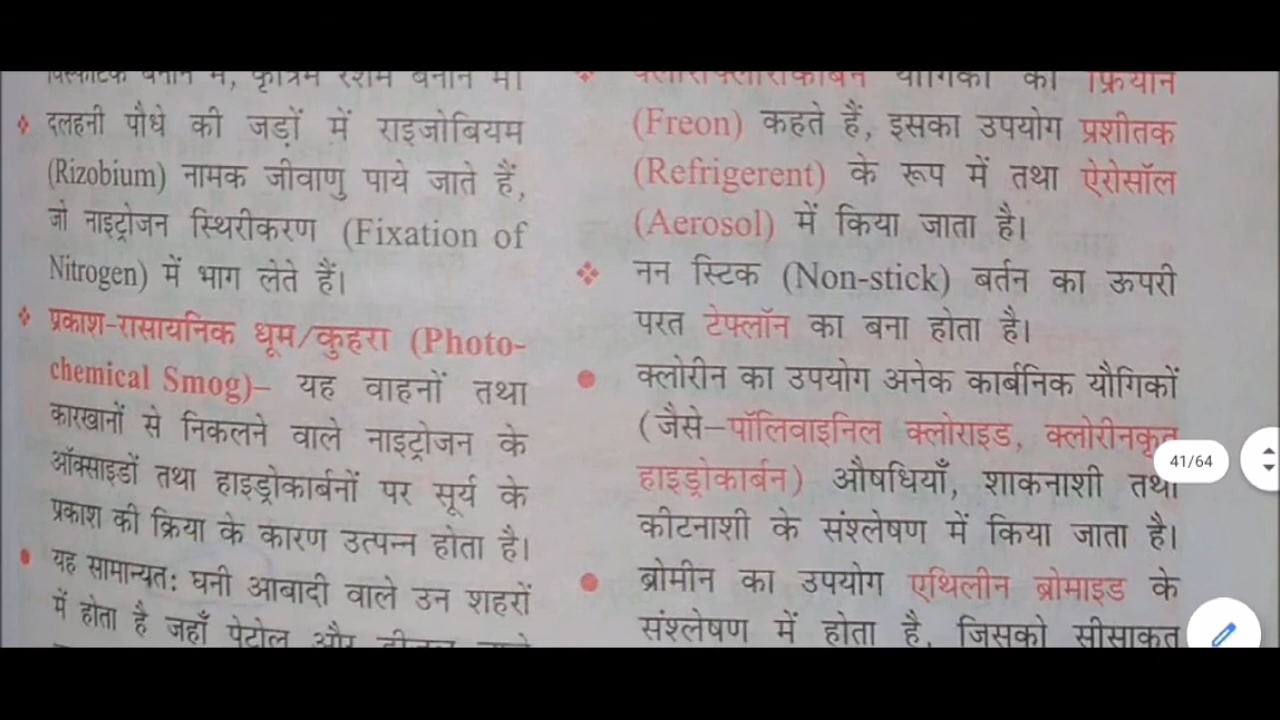 बनाने में, कृत्रिम रेशम बनाने में।
❖ दलहनी पौधे की जड़ों में राइजोबियम
(Rizobium) नामक जीवाणु पाये जाते हैं,
जो नाइट्रोजन स्थिरीकरण (Fixation of
Nitrogen) में भाग लेते हैं।
❖ प्रकाश-रासायनिक धूम/कुहरा (Photo-
chemical Smog)– यह वाहनों तथा
कारखानों से निकलने वाले नाइट्रोजन के
ऑक्साइडों तथा हाइड्रोकार्बनों पर सूर्य के
प्रकाश की क्रिया के कारण उत्पन्न होता है।
● यह सामान्यत: घनी आबादी वाले उन शहरों
में होता है जहाँ पेट्रोल और
यौगिकों को फ्रियॉन
(Freon) कहते हैं, इसका उपयोग प्रशीतक
(Refrigerent) के रूप में तथा ऐरोसॉल
(Aerosol) में किया जाता है।
❖ नन स्टिक (Non-stick) बर्तन का ऊपरी
परत टेफ्लॉन का बना होता है।
● क्लोरीन का उपयोग अनेक कार्बनिक यौगिकों
(जैसे–पॉलिवाइनिल क्लोराइड, क्लोरीनकृत
हाइड्रोकार्बन) औषधियाँ, शाकनाशी तथा
कीटनाशी के संश्लेषण में किया जाता है।
● ब्रोमीन का उपयोग एथिलीन ब्रोमाइड के
संश्लेषण में होता है, जिसको सीसाकृत
41/64